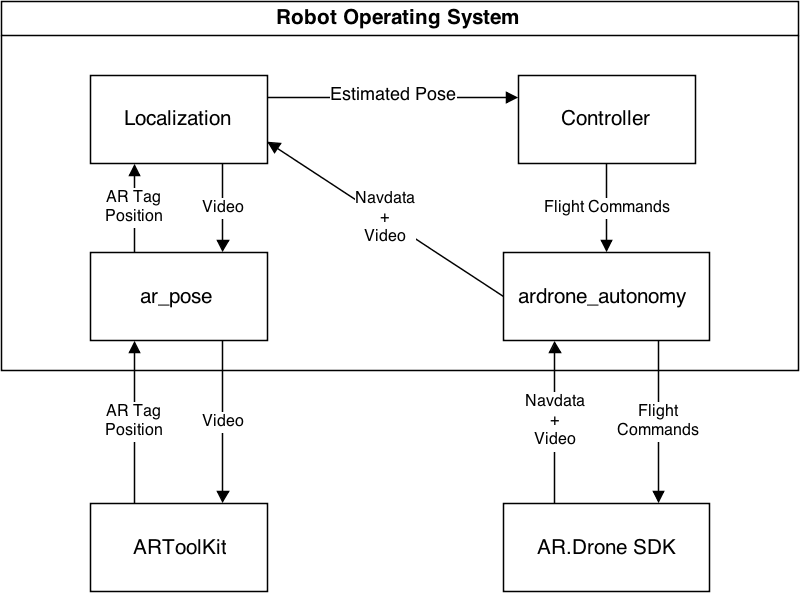 Robot Operating System
Localization
Estimated Pose
Controller
AR Tag
Position
Video
Navdata
+
Video
Flight Commands
ar_pose
ardrone_autonomy
AR Tag
Position
Video
Navdata
+
Video
Flight
Commands
ARToolKit
AR.Drone SDK